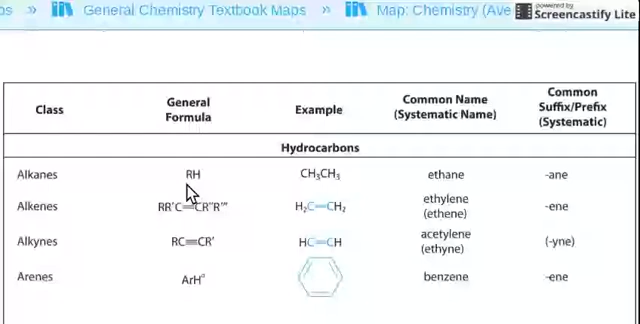 ps » General Chemistry Textbook Maps » Map: Chemistry (Ave
powered by
Screencastify Lite
Class General Formula Example Common Name (Systematic Name) Common Suffix/Prefix (Systematic)
Hydrocarbons
Alkanes RH CH₃CH₃ ethane -ane
Alkenes RR'C=CR"R''' H₂C=CH₂ ethylene (ethene) -ene
Alkynes RC≡CR' HC≡CH acetylene (ethyne) (-yne)
Arenes ArHᵃ benzene -ene